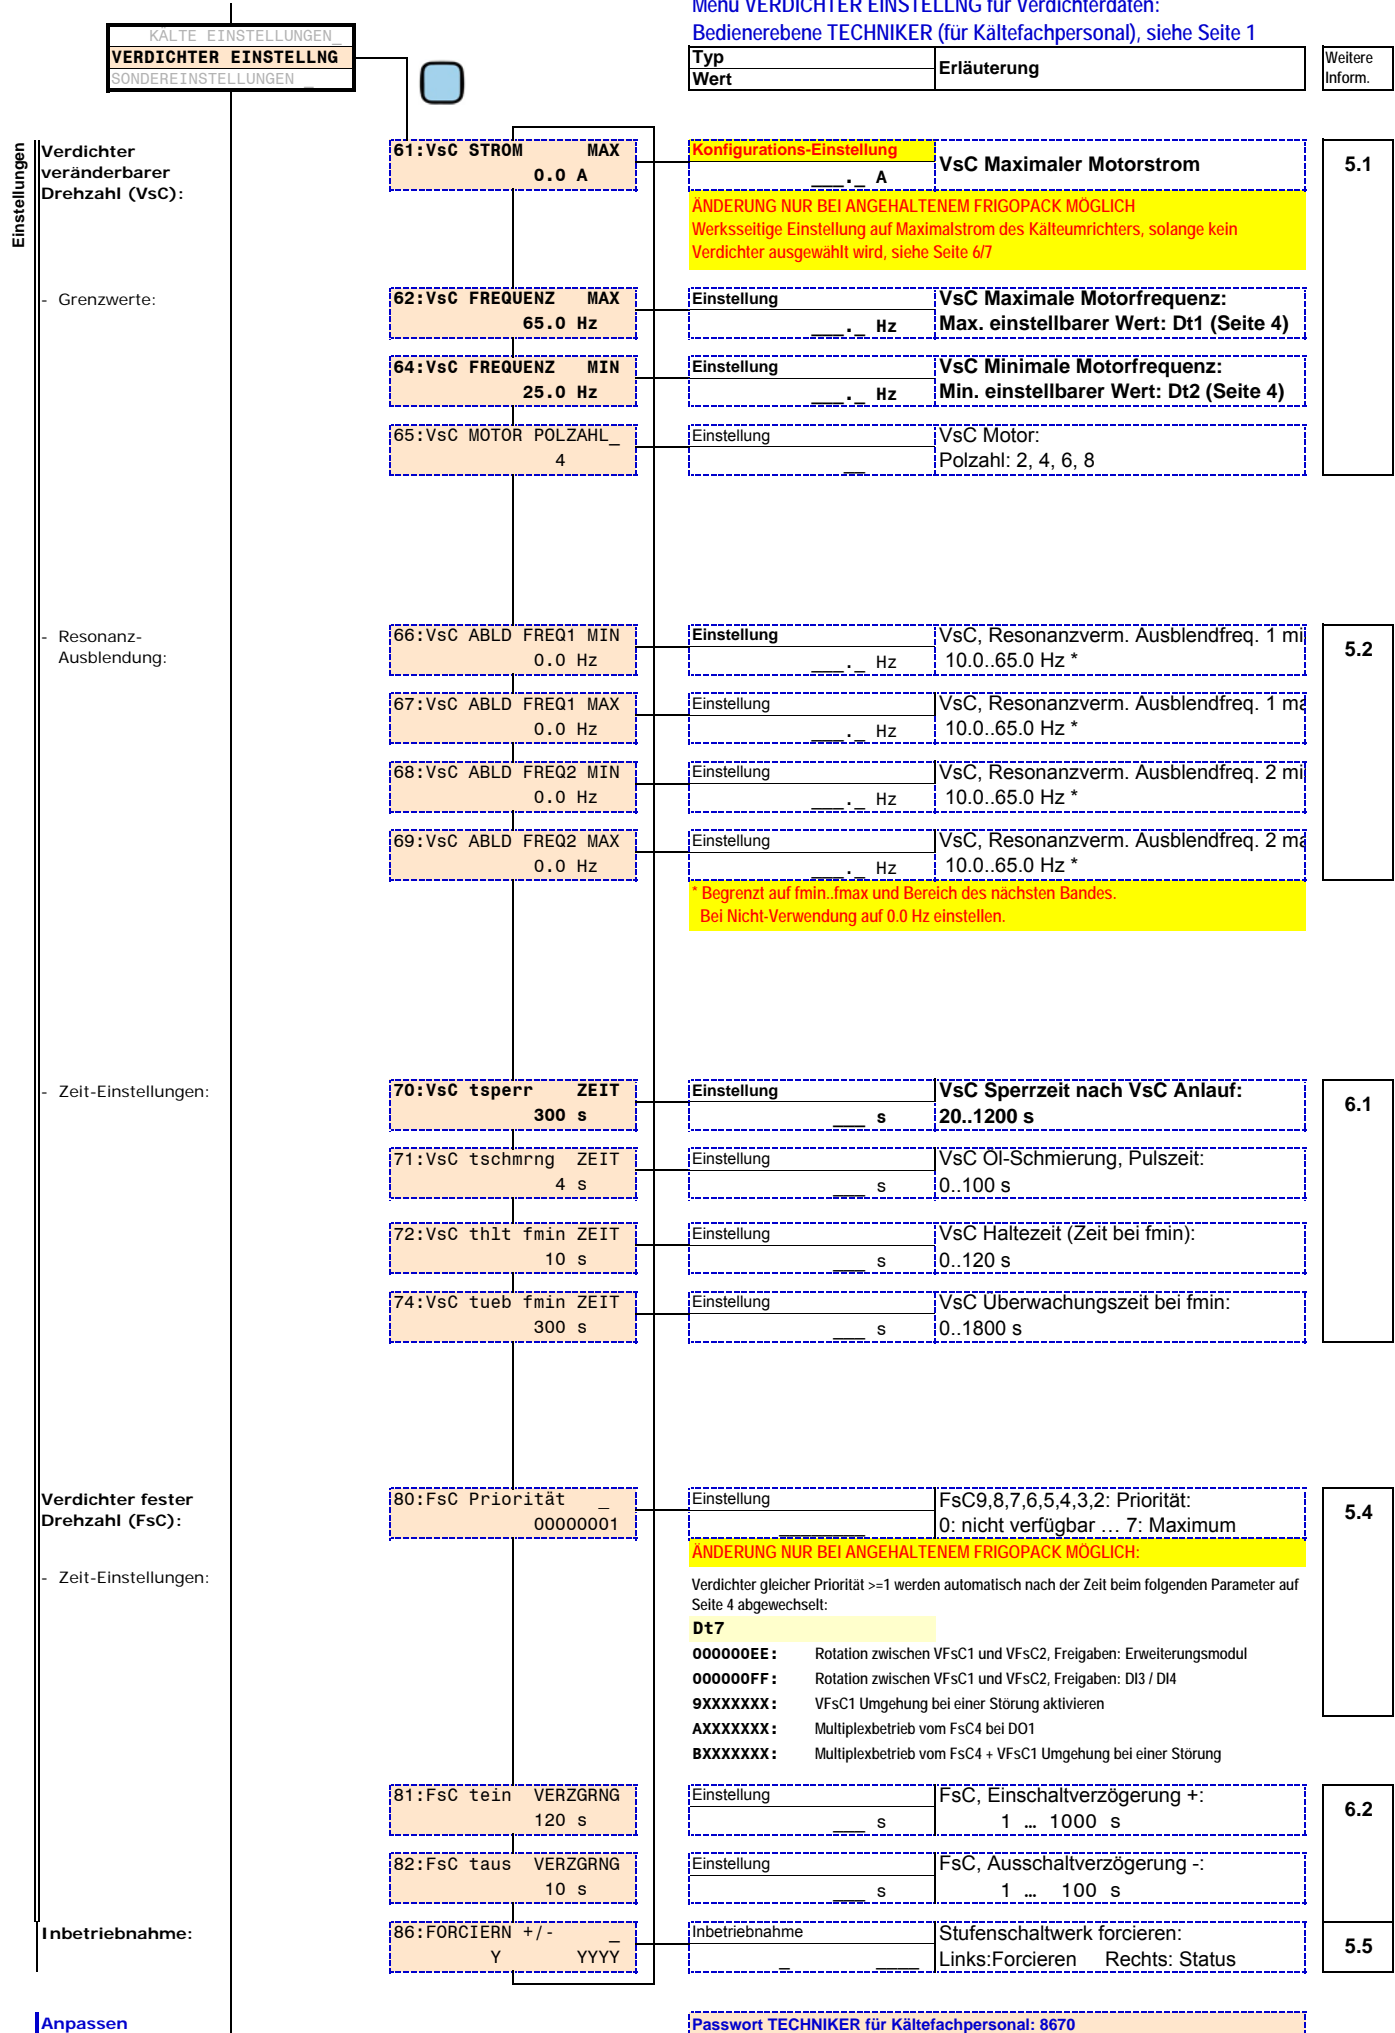 Menü VERDICHTER EINSTELLNG für Verdichterdaten:
Bedienerebene TECHNIKER (für Kältefachpersonal), siehe Seite 1
KÄLTE EINSTELLUNGEN_
VERDICHTER EINSTELLNG
SONDEREINSTELLUNGEN _
Typ
Wert
Erläuterung
Weitere
Inform.
Einstellungen
Verdichter
veränderbarer
Drehzahl (VsC):
61:VsC STROM MAX
0.0 A
Konfigurations-Einstellung
___._ A
VsC Maximaler Motorstrom
5.1
ÄNDERUNG NUR BEI ANGEHALTENEM FRIGOPACK MÖGLICH
Werksseitige Einstellung auf Maximalstrom des Kälteumrichters, solange kein
Verdichter ausgewählt wird, siehe Seite 6/7
- Grenzwerte:
62:VsC FREQUENZ MAX
65.0 Hz
Einstellung
___._ Hz
VsC Maximale Motorfrequenz:
Max. einstellbarer Wert: Dt1 (Seite 4)
64:VsC FREQUENZ MIN
25.0 Hz
Einstellung
___._ Hz
VsC Minimale Motorfrequenz:
Min. einstellbarer Wert: Dt2 (Seite 4)
65:VsC MOTOR POLZAHL_
4
Einstellung
__
VsC Motor:
Polzahl: 2, 4, 6, 8
- Resonanz-
Ausblendung:
66:VsC ABLD FREQ1 MIN
0.0 Hz
Einstellung
___._ Hz
VsC, Resonanzverm. Ausblendfreq. 1 mi
10.0..65.0 Hz *
5.2
67:VsC ABLD FREQ1 MAX
0.0 Hz
Einstellung
___._ Hz
VsC, Resonanzverm. Ausblendfreq. 1 ma
10.0..65.0 Hz *
68:VsC ABLD FREQ2 MIN
0.0 Hz
Einstellung
___._ Hz
VsC, Resonanzverm. Ausblendfreq. 2 mi
10.0..65.0 Hz *
69:VsC ABLD FREQ2 MAX
0.0 Hz
Einstellung
___._ Hz
VsC, Resonanzverm. Ausblendfreq. 2 ma
10.0..65.0 Hz *
* Begrenzt auf fmin..fmax und Bereich des nächsten Bandes.
Bei Nicht-Verwendung auf 0.0 Hz einstellen.
- Zeit-Einstellungen:
70:VsC tsperr ZEIT
300 s
Einstellung
___ s
VsC Sperrzeit nach VsC Anlauf:
20..1200 s
6.1
71:VsC tschmrng ZEIT
4 s
Einstellung
___ s
VsC Öl-Schmierung, Pulszeit:
0..100 s
72:VsC thlt fmin ZEIT
10 s
Einstellung
___ s
VsC Haltezeit (Zeit bei fmin):
0..120 s
74:VsC tueb fmin ZEIT
300 s
Einstellung
___ s
VsC Überwachungszeit bei fmin:
0..1800 s
Verdichter fester
Drehzahl (FsC):
80:FsC Priorität _
00000001
Einstellung
________
FsC9,8,7,6,5,4,3,2: Priorität:
0: nicht verfügbar … 7: Maximum
5.4
ÄNDERUNG NUR BEI ANGEHALTENEM FRIGOPACK MÖGLICH:
- Zeit-Einstellungen:
Verdichter gleicher Priorität >=1 werden automatisch nach der Zeit beim folgenden Parameter auf
Seite 4 abgewechselt:
Dt7
000000EE: Rotation zwischen VFsC1 und VFsC2, Freigaben: Erweiterungsmodul
000000FF: Rotation zwischen VFsC1 und VFsC2, Freigaben: DI3 / DI4
9XXXXXXX: VFsC1 Umgehung bei einer Störung aktivieren
AXXXXXXX: Multiplexbetrieb vom FsC4 bei DO1
BXXXXXXX: Multiplexbetrieb vom FsC4 + VFsC1 Umgehung bei einer Störung
81:FsC tein VERZGRNG
120 s
Einstellung
___ s
FsC, Einschaltverzögerung +:
1 … 1000 s
6.2
82:FsC taus VERZGRNG
10 s
Einstellung
___ s
FsC, Ausschaltverzögerung -:
1 … 100 s
Inbetriebnahme:
86:FORCIERN +/- _
Y YYYY
Inbetriebnahme
_ ____
Stufenschaltwerk forcieren:
Links:Forcieren Rechts: Status
5.5
Anpassen
Passwort TECHNIKER für Kältefachpersonal: 8670